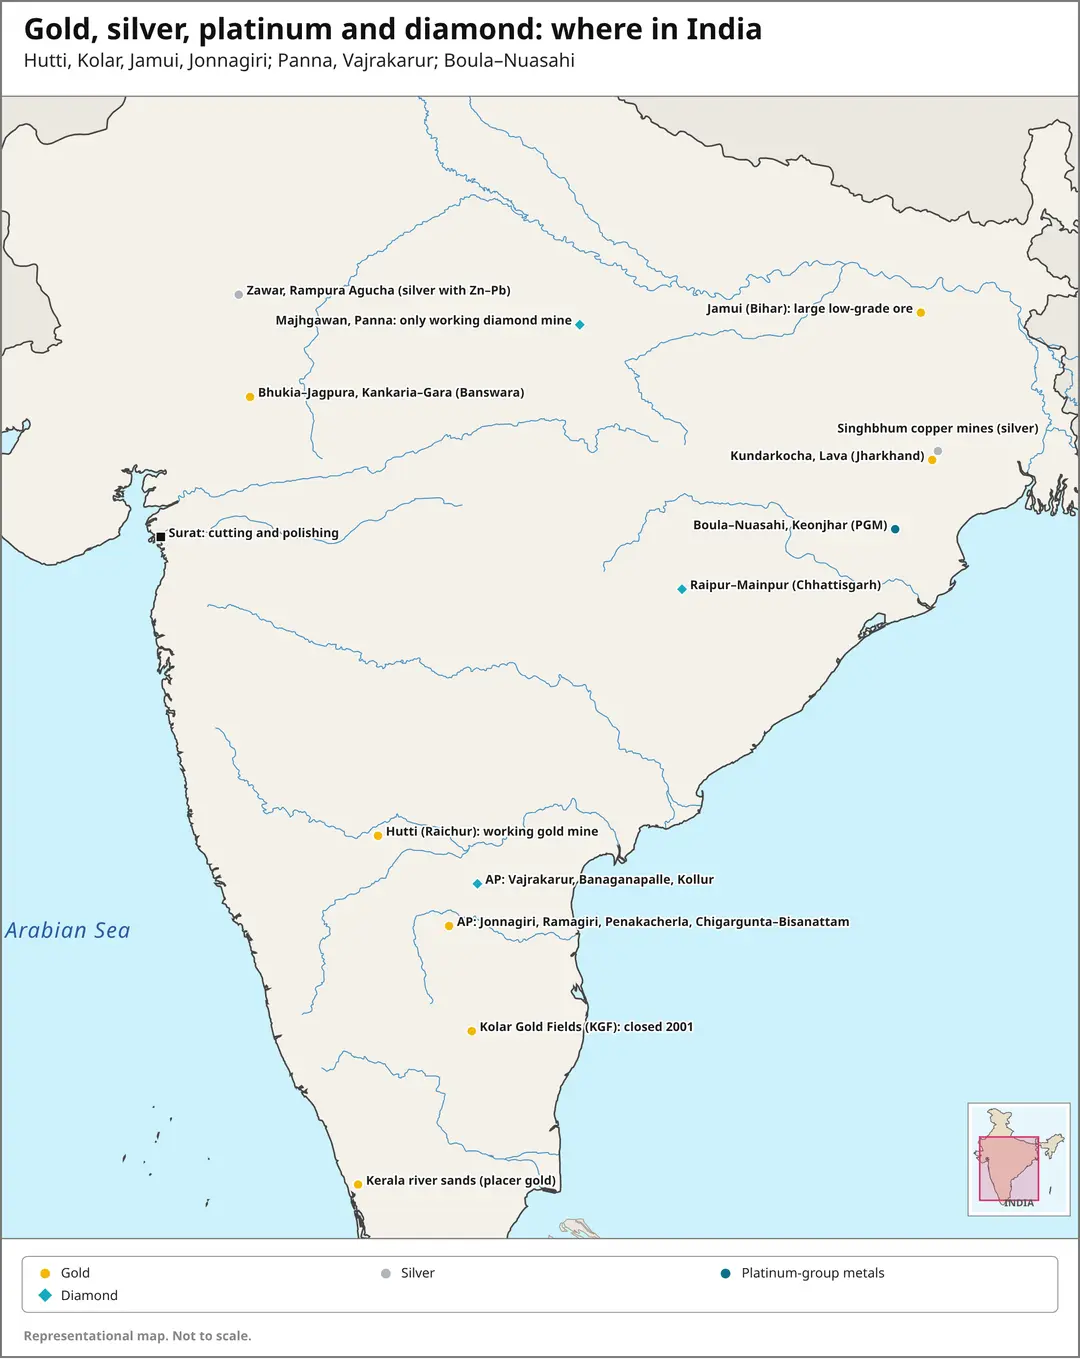 Gold, silver, platinum and diamond: where in India
Hutti, Kolar, Jamui, Jonnagiri; Panna, Vajrakarur; Boula–Nuasahi
Zawar, Rampura Agucha (silver with Zn–Pb)
Jamui (Bihar): large low-grade ore
Majhgawan, Panna: only working diamond mine
Bhukia–Jagpura, Kankaria–Gara (Banswara)
Singhbhum copper mines (silver)
Kundarkocha, Lava (Jharkhand)
Boula–Nuasahi, Keonjhar (PGM)
Surat: cutting and polishing
Raipur–Mainpur (Chhattisgarh)
Hutti (Raichur): working gold mine
AP: Vajrakarur, Banaganapalle, Kollur
AP: Jonnagiri, Ramagiri, Penakacherla, Chigargunta–Bisanattam
Arabian Sea
Kolar Gold Fields (KGF): closed 2001
Kerala river sands (placer gold)
INDIA
Gold
Silver
Platinum-group metals
Diamond
Representational map. Not to scale.